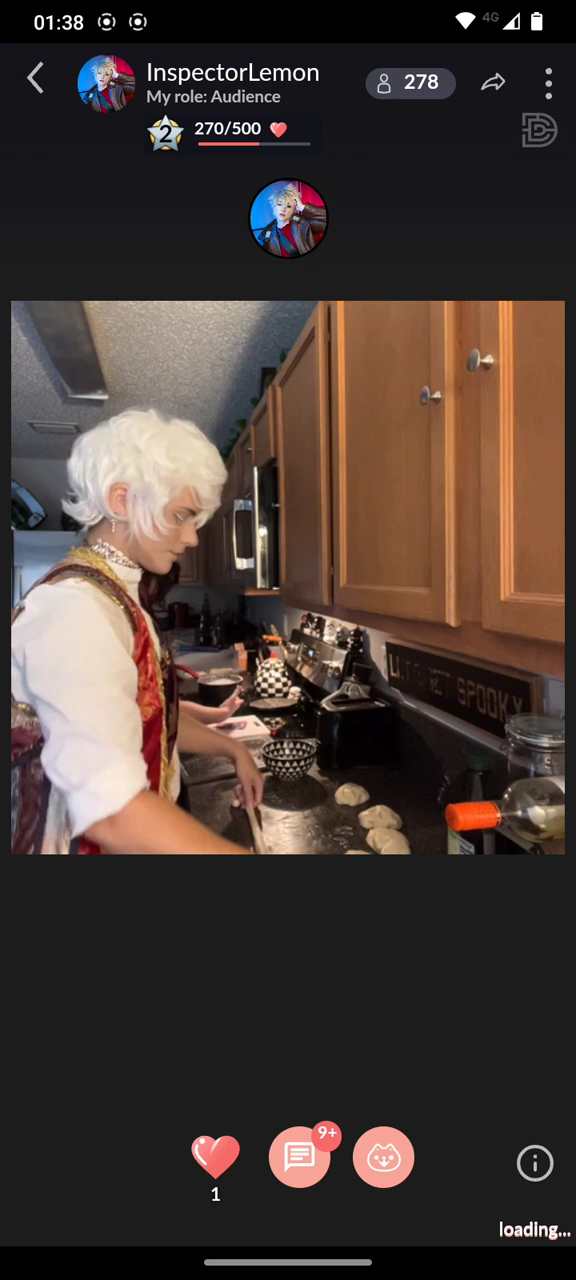 01:38
4G
InspectorLemon
278
My role: Audience
2
270/500
SPOOKY
9+
1
loading...